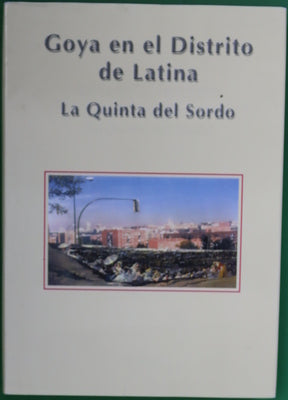 Goya en el Distrito
de Latina
La Quinta del Sordo